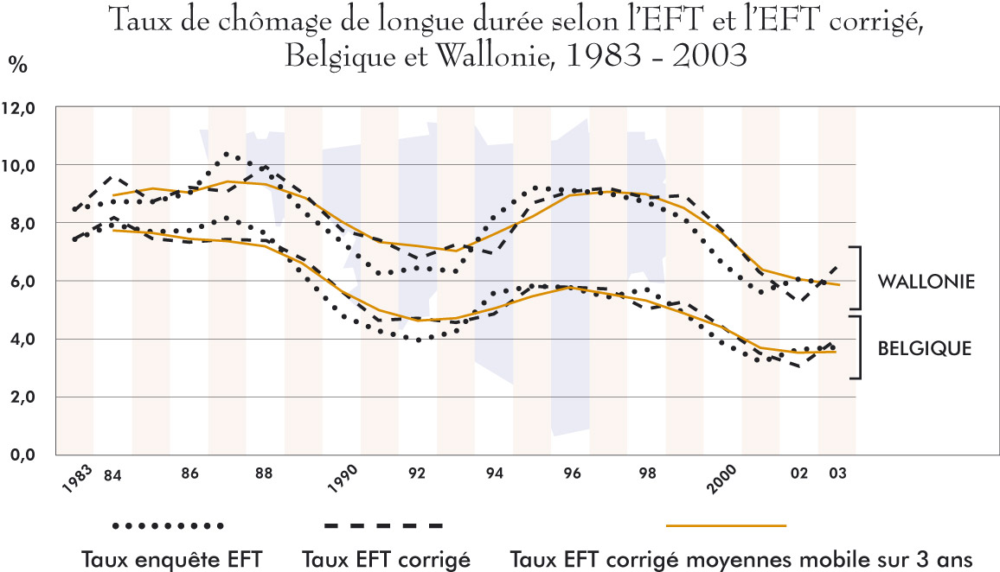 Taux de chômage de longue durée selon l'EFT et l'EFT corrigé,
Belgique et Wallonie, 1983 - 2003
%
12,0
10,0
8,0
6,0
4,0
2,0
0,0
WALLONIE
BELGIQUE
1983 84 86 88 1990 92 94 96 98 2000 02 03
Taux enquête EFT Taux EFT corrigé Taux EFT corrigé moyennes mobile sur 3 ans